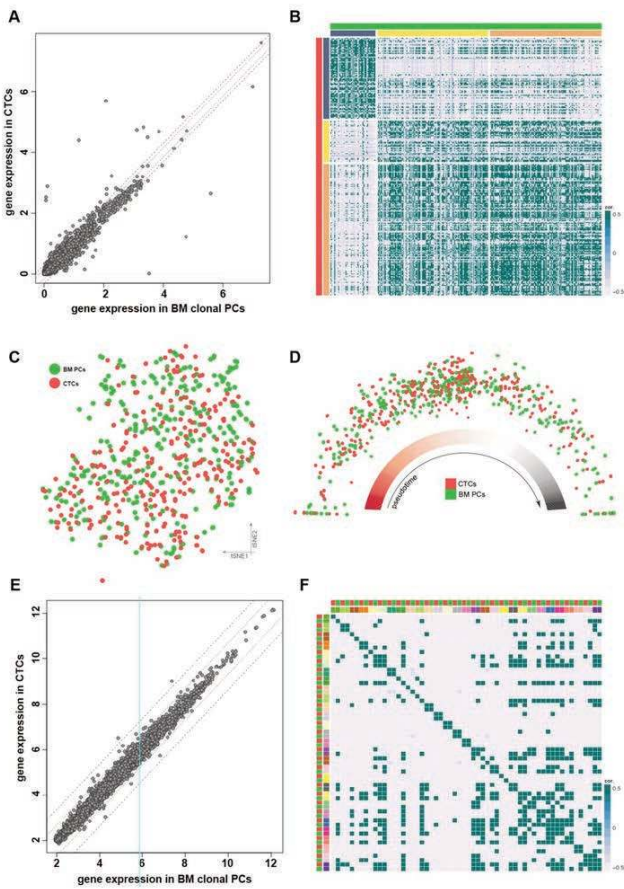 A
gene expression in CTCs
0 2 4 6
0 2 4 6
gene expression in BM clonal PCs
B
0.5
0
-0.5
C
BM PCs
CTCs
tSNE1
tSNE2
D
pseudotime
CTCs
BM PCs
E
gene expression in CTCs
2 4 6 8 10 12
2 4 6 8 10 12
gene expression in BM clonal PCs
F
0.5
0
-0.5